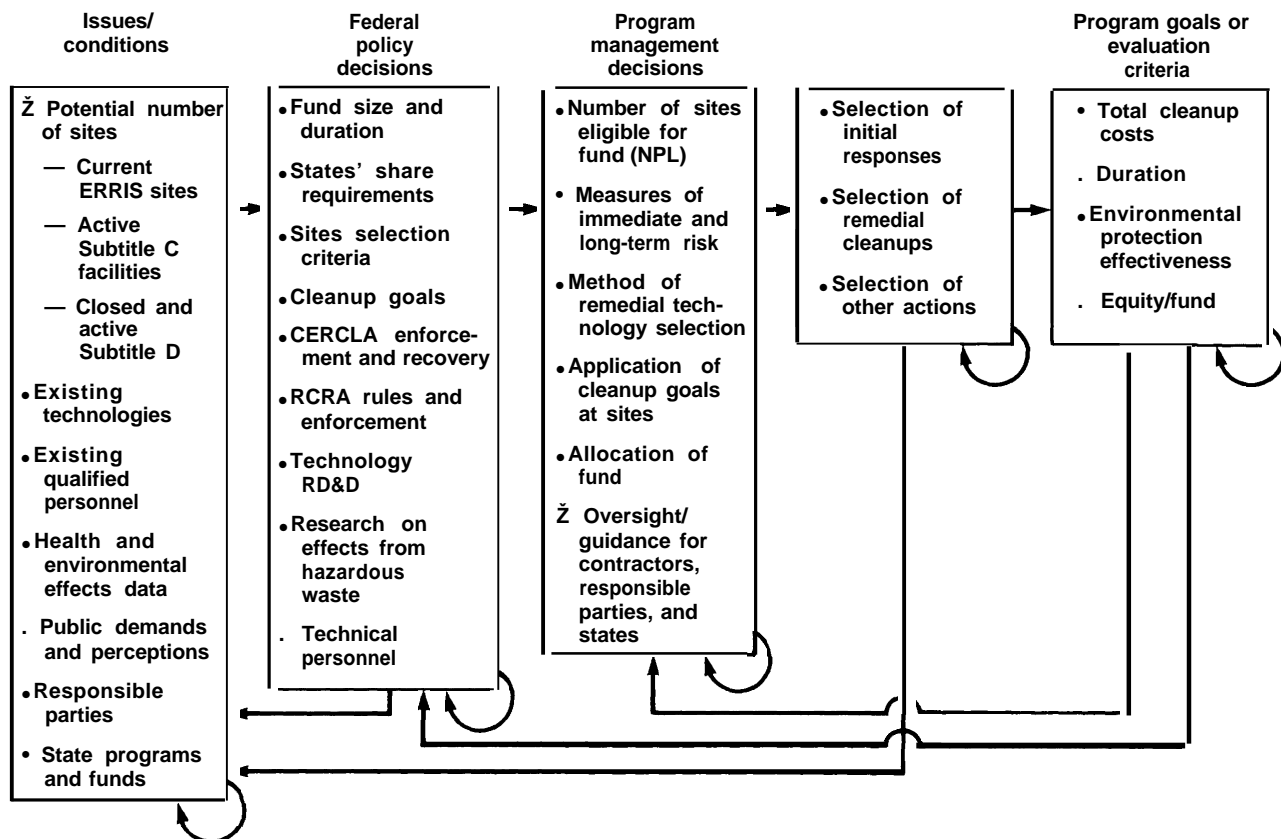 Issues/
conditions
Ž Potential number
of sites
— Current
ERRIS sites
— Active
Subtitle C
facilities
— Closed and
active
Subtitle D
• Existing
technologies
• Existing
qualified
personnel
• Health and
environmental
effects data
. Public demands
and perceptions
• Responsible
parties
• State programs
and funds
Federal
policy
decisions
• Fund size and
duration
• States’ share
requirements
• Sites selection
criteria
• Cleanup goals
• CERCLA enforce-
ment and recovery
• RCRA rules and
enforcement
• Technology
RD&D
• Research on
effects from
hazardous
waste
. Technical
personnel
Program
management
decisions
• Number of sites
eligible for
fund (NPL)
• Measures of
immediate and
long-term risk
• Method of
remedial tech-
nology selection
• Application of
cleanup goals
at sites
• Allocation of
fund
Ž Oversight/
guidance for
contractors,
responsible
parties, and
states
• Selection of
initial
responses
• Selection of
remedial
cleanups
• Selection of
other actions
Program goals or
evaluation
criteria
• Total cleanup
costs
. Duration
• Environmental
protection
effectiveness
. Equity/fund